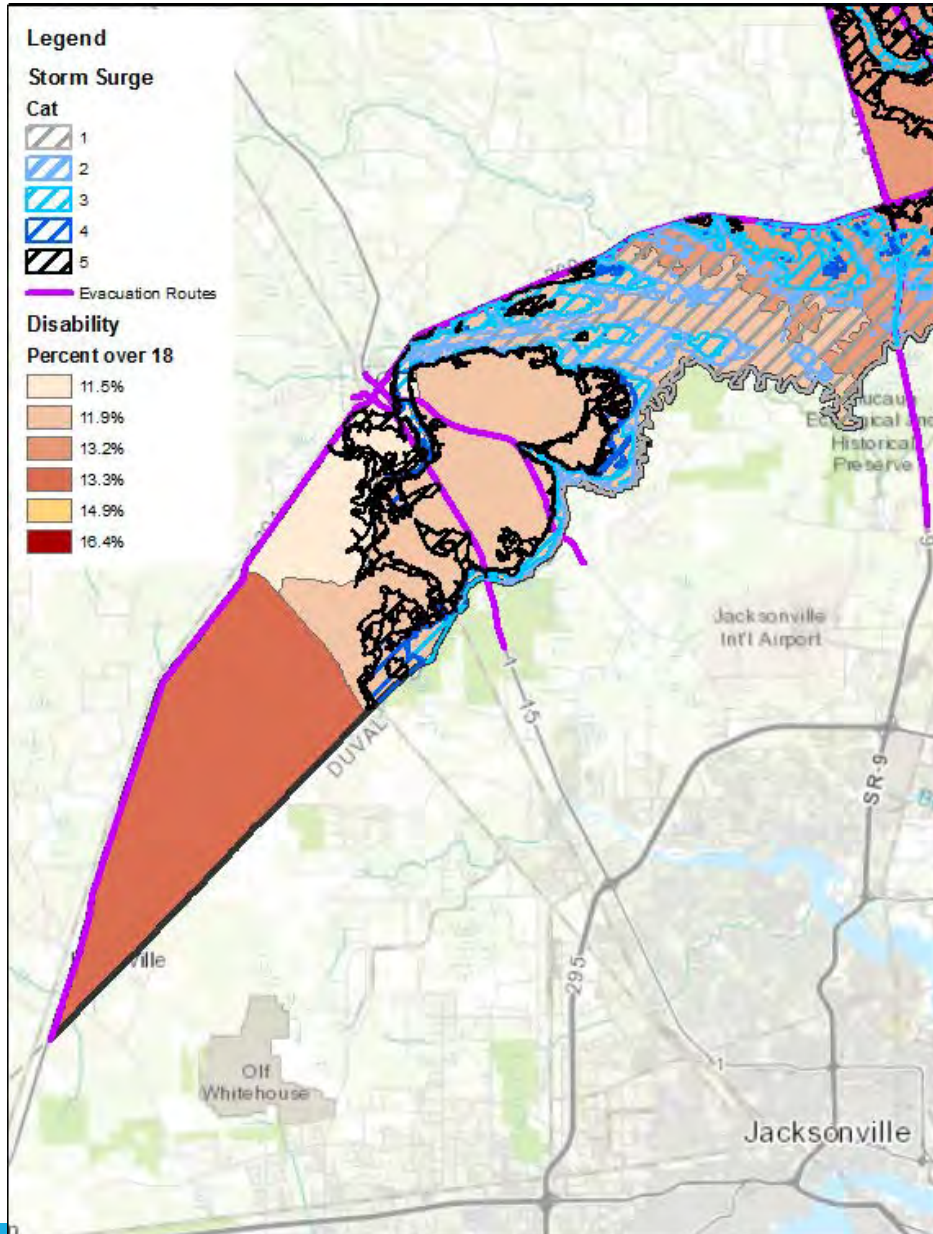 Legend
Storm Surge
Cat
1
2
3
4
5
Evacuation Routes
Disability
Percent over 18
11.5%
11.9%
13.2%
13.3%
14.9%
16.4%
Historical
Preserve
Jacksonville
Int'l Airport
DUVAL
1
15
SR-9
295
Olf
Whitehouse
1
Jacksonville